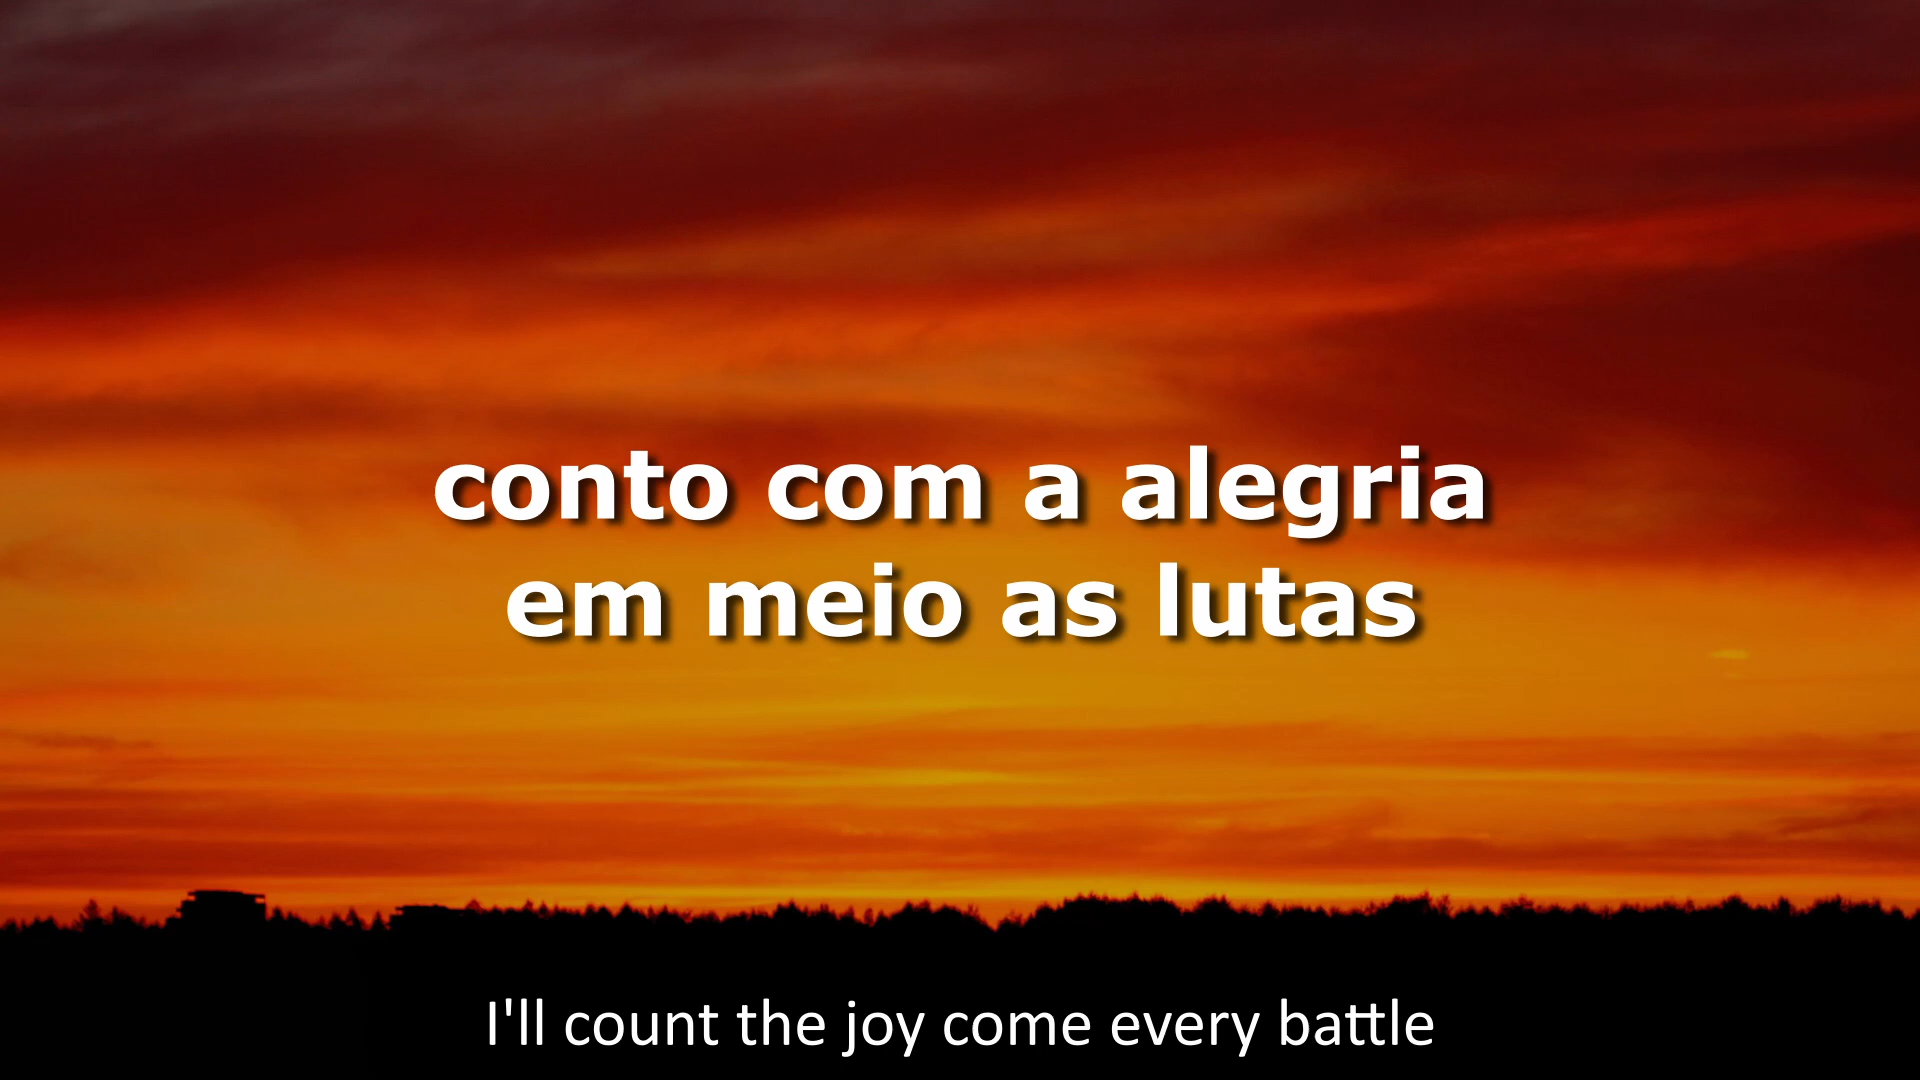 conto com a alegria
em meio as lutas
I'll count the joy come every battle